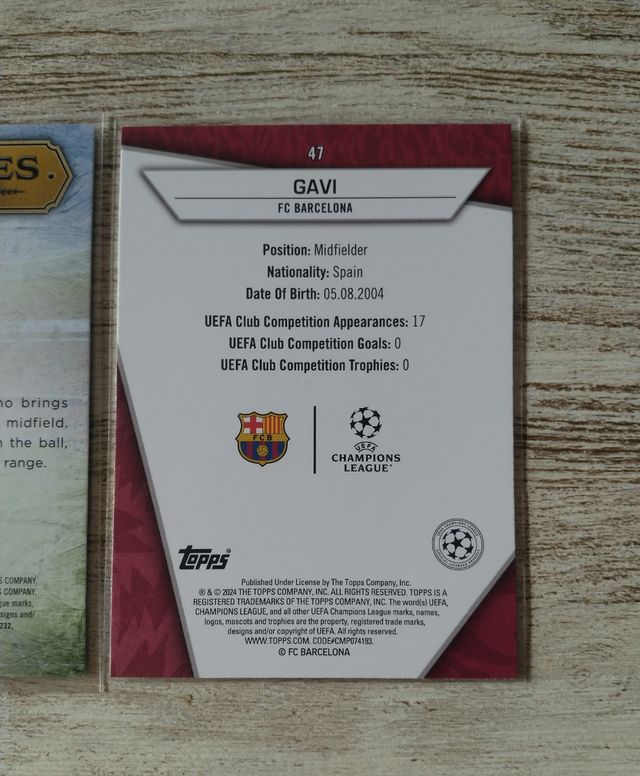 ES
no brings
midfield.
the ball,
range.
COMPANY,
COMPANY, INC.
gue marks,
signs and/
232.
47
GAVI
FC BARCELONA
Position: Midfielder
Nationality: Spain
Date Of Birth: 05.08.2004
UEFA Club Competition Appearances: 17
UEFA Club Competition Goals: 0
UEFA Club Competition Trophies: 0
FCB
UEFA
CHAMPIONS
LEAGUE
Topps
Published Under License by The Topps Company, Inc.
® & © 2024 THE TOPPS COMPANY, INC. ALL RIGHTS RESERVED. TOPPS IS A
REGISTERED TRADEMARKS OF THE TOPPS COMPANY, INC. The word(s) UEFA,
CHAMPIONS LEAGUE, and all other UEFA Champions League marks, names,
logos, mascots and trophies are the property, registered trade marks,
designs and/or copyright of UEFA. All rights reserved.
WWW.TOPPS.COM. CODE#CMP074193.
© FC BARCELONA